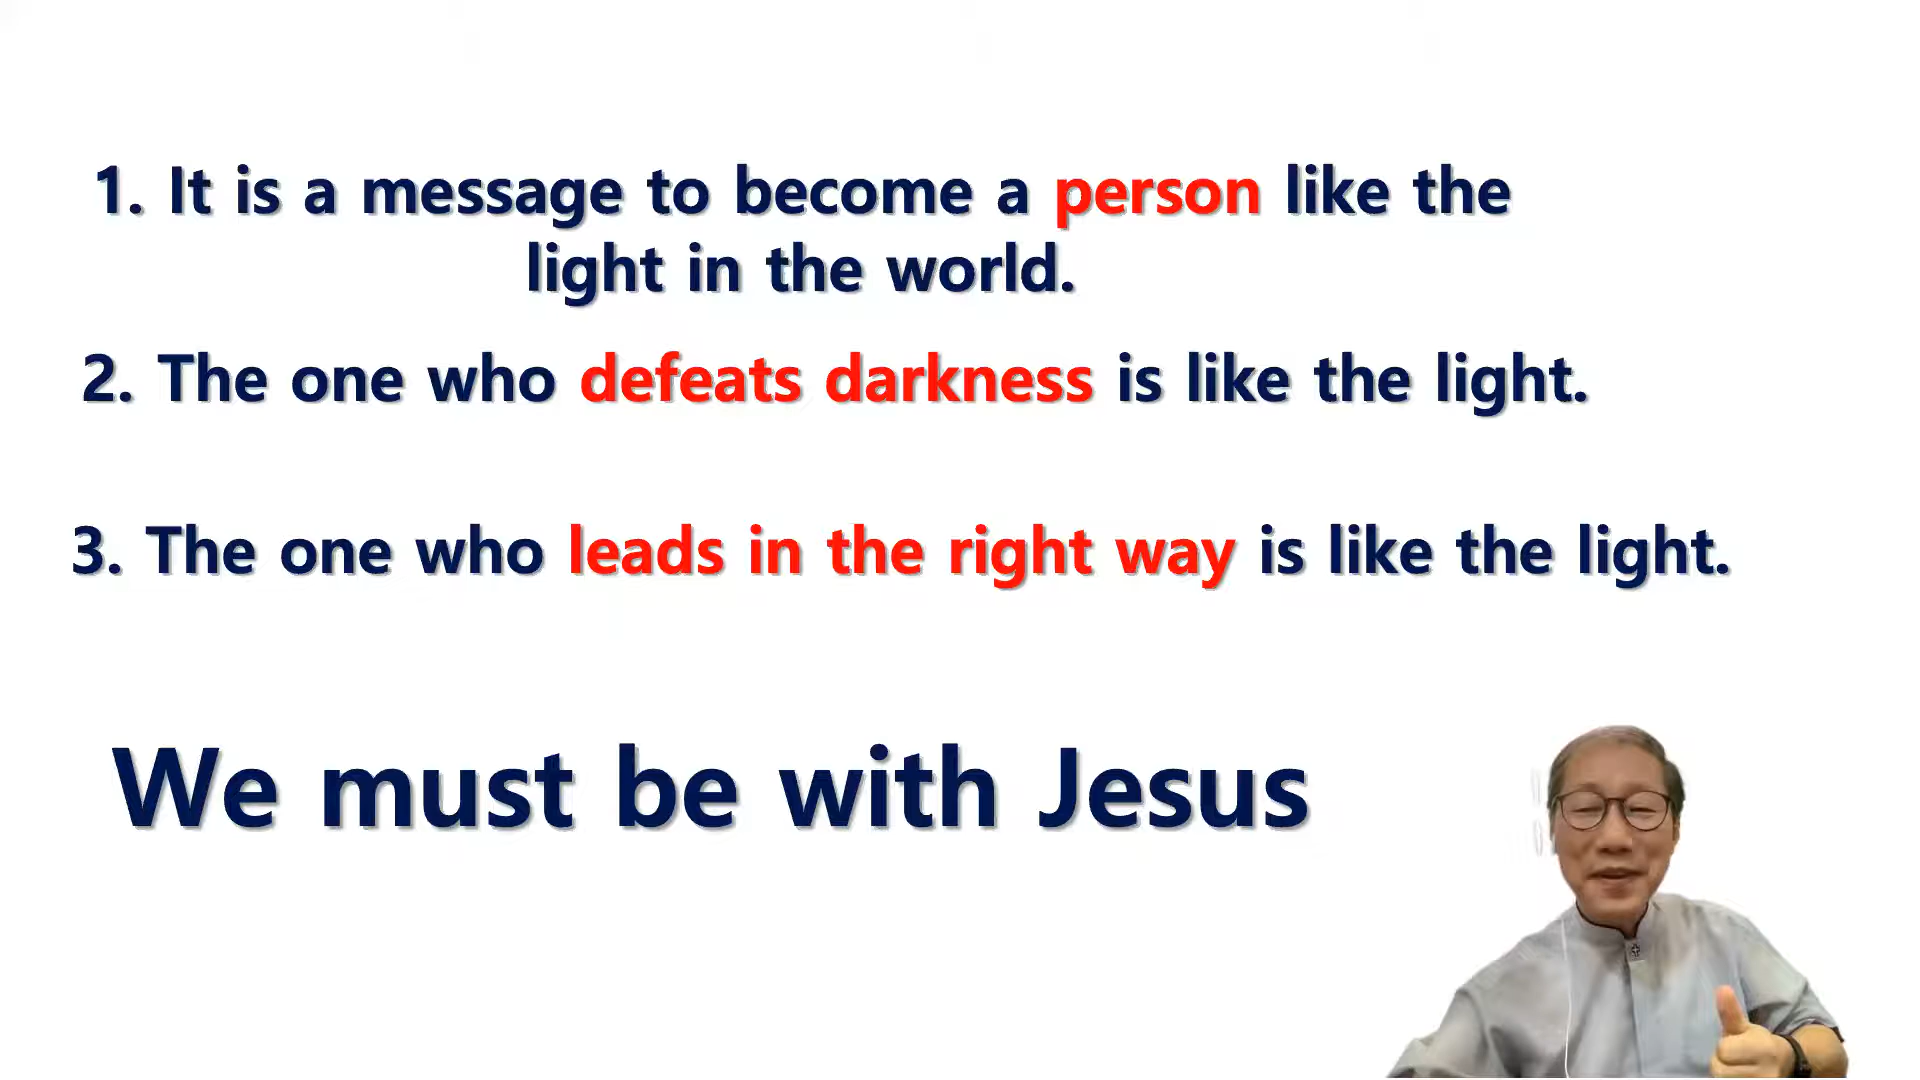 1. It is a message to become a person like the
light in the world.
2. The one who defeats darkness is like the light.
3. The one who leads in the right way is like the light.
We must be with Jesus